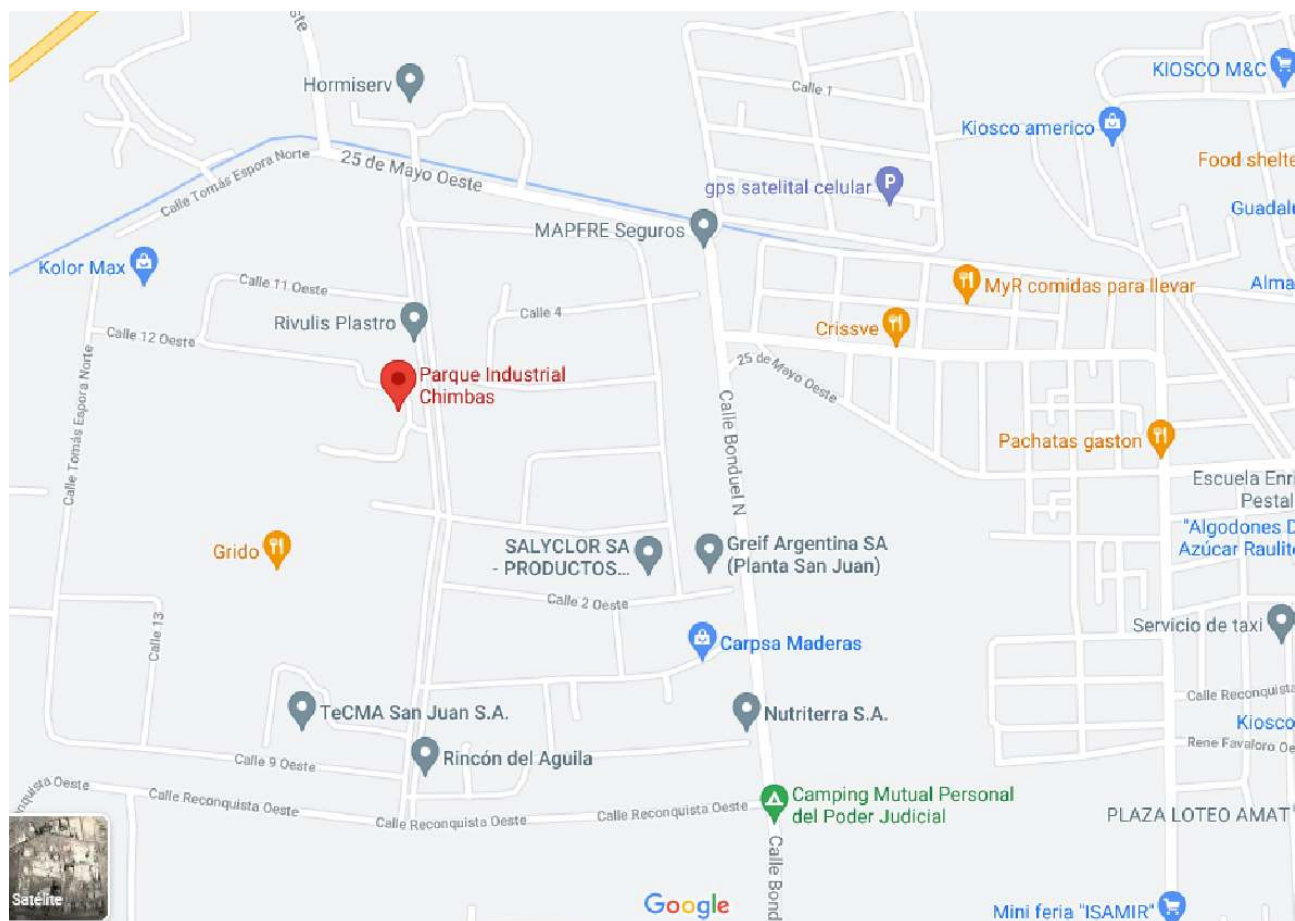 Hormiserv
Calle 1
KIOSCO M&C
Kiosco americo
Food shelte
25 de Mayo Oeste
Calle Tomás Espora Norte
gps satelital celular
P
Guadalu
MAPFRE Seguros
Kolor Max
Calle 11 Oeste
MyR comidas para llevar
Alma
Calle 4
Rivulis Plastro
Crissve
Calle 12 Oeste
25 de Mayo Oeste
Parque Industrial
Chimbas
Calle Bonduel N
Calle Tomás Espora Norte
Pachatas gaston
Escuela Enri
Pestal
"Algodones D
Azúcar Raulito
Grido
SALYCLOR SA
- PRODUCTOS...
Greif Argentina SA
(Planta San Juan)
Calle 2 Oeste
Calle 13
Servicio de taxi
Carpsa Maderas
Calle Reconquista
TeCMA San Juan S.A.
Nutriterra S.A.
Kiosco
Rene Favaloro Oe
Calle 9 Oeste
Rincón del Aguila
onquista Oeste
Calle Reconquista Oeste
Calle Reconquista Oeste
Calle Reconquista Oeste
Camping Mutual Personal
del Poder Judicial
PLAZA LOTEO AMAT
Calle Bond
Satélite
Google
Mini feria "ISAMIR"